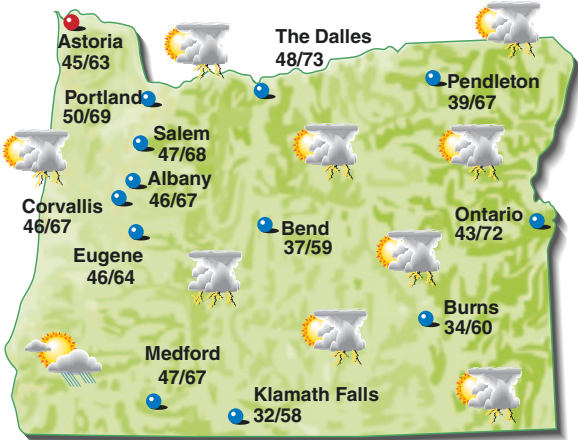 Astoria
45/63
The Dalles
48/73
Pendleton
39/67
Portland
50/69
Salem
47/68
Albany
46/67
Corvallis
46/67
Eugene
46/64
Bend
37/59
Ontario
43/72
Burns
34/60
Medford
47/67
Klamath Falls
32/58